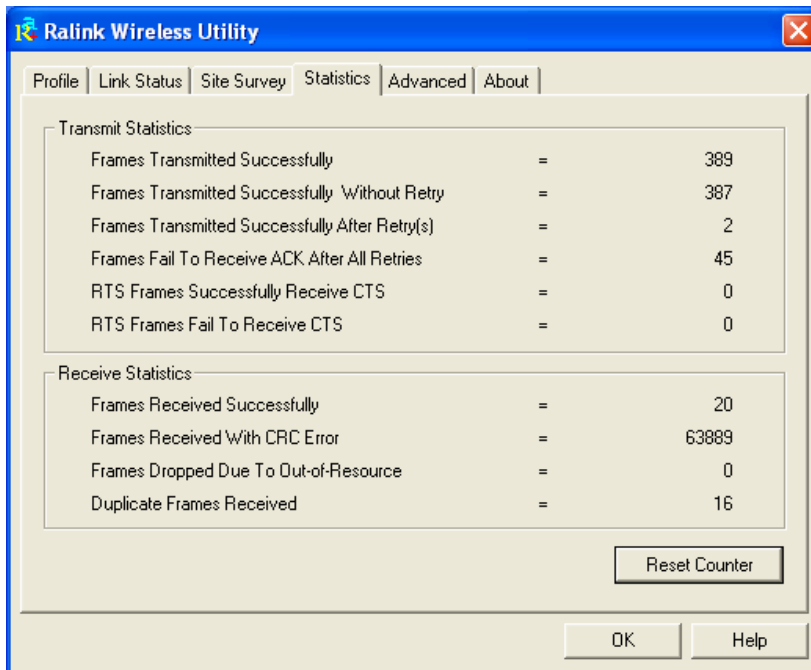 Ralink Wireless Utility
Profile Link Status Site Survey Statistics Advanced About
Transmit Statistics
Frames Transmitted Successfully = 389
Frames Transmitted Successfully Without Retry = 387
Frames Transmitted Successfully After Retry(s) = 2
Frames Fail To Receive ACK After All Retries = 45
RTS Frames Successfully Receive CTS = 0
RTS Frames Fail To Receive CTS = 0
Receive Statistics
Frames Received Successfully = 20
Frames Received With CRC Error = 63889
Frames Dropped Due To Out-of-Resource = 0
Duplicate Frames Received = 16
Reset Counter
OK Help